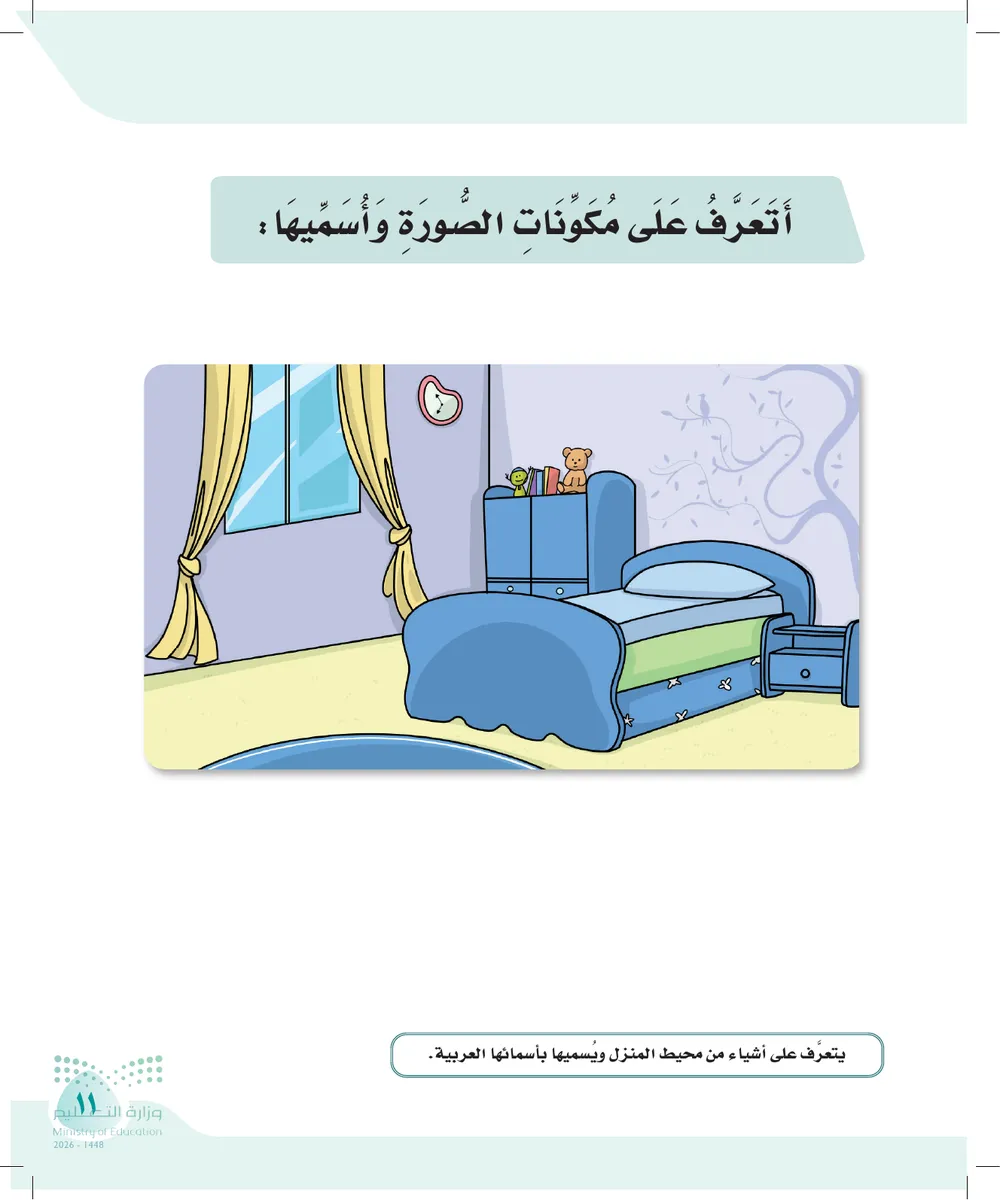 أَتَعَرَّفُ عَلَى مُكَوِّنَاتِ الصُّورَةِ وَأُسَمِّيهَا :
يتعرَّف على أشياء من محيط المنزل ويُسميها بأسمائها العربية.
١١
وزارة التعليم
Ministry of Education
2026 - 1448